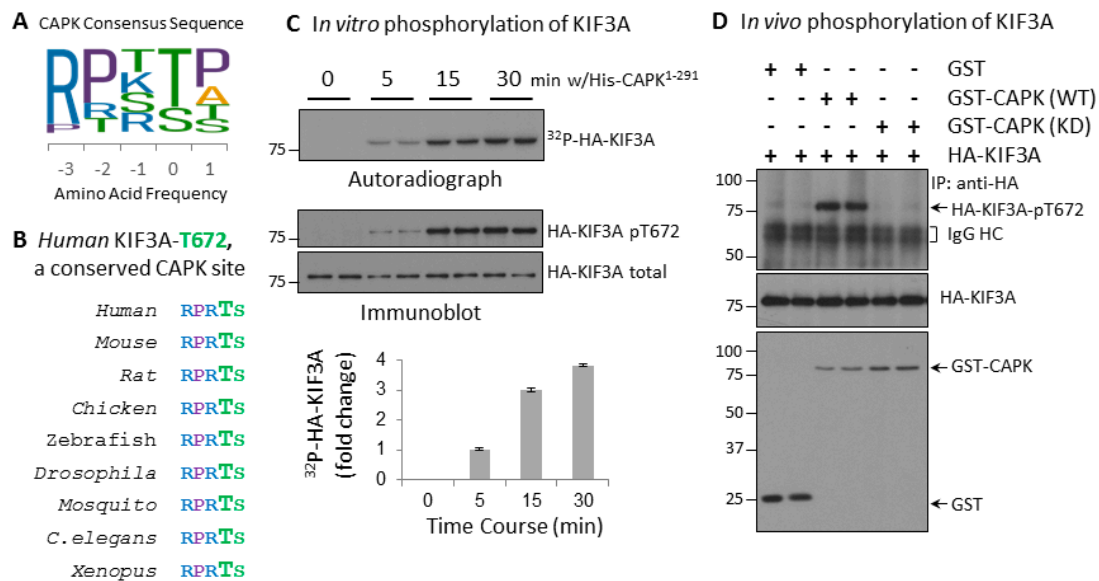 A CAPK Consensus Sequence
R P T T P
K
R S A
T S
P T R S S
-3 -2 -1 0 1
Amino Acid Frequency
B Human KIF3A-T672,
a conserved CAPK site
Human RPRTS
Mouse RPRTS
Rat RPRTS
Chicken RPRTS
Zebrafish RPRTS
Drosophila RPRTS
Mosquito RPRTS
C.elegans RPRTS
Xenopus RPRTS
C In vitro phosphorylation of KIF3A
0 5 15 30 min w/His-CAPK1-291
75
32P-HA-KIF3A
Autoradiograph
75
HA-KIF3A pT672
75
HA-KIF3A total
Immunoblot
32P-HA-KIF3A
(fold change)
4
3
2
1
0
0 5 15 30
Time Course (min)
D In vivo phosphorylation of KIF3A
+ + - - - - GST
- - + + - - GST-CAPK (WT)
- - - - + + GST-CAPK (KD)
+ + + + + + HA-KIF3A
IP: anti-HA
100
75
HA-KIF3A-pT672
IgG HC
50
75
HA-KIF3A
100
75
GST-CAPK
50
37
25
GST